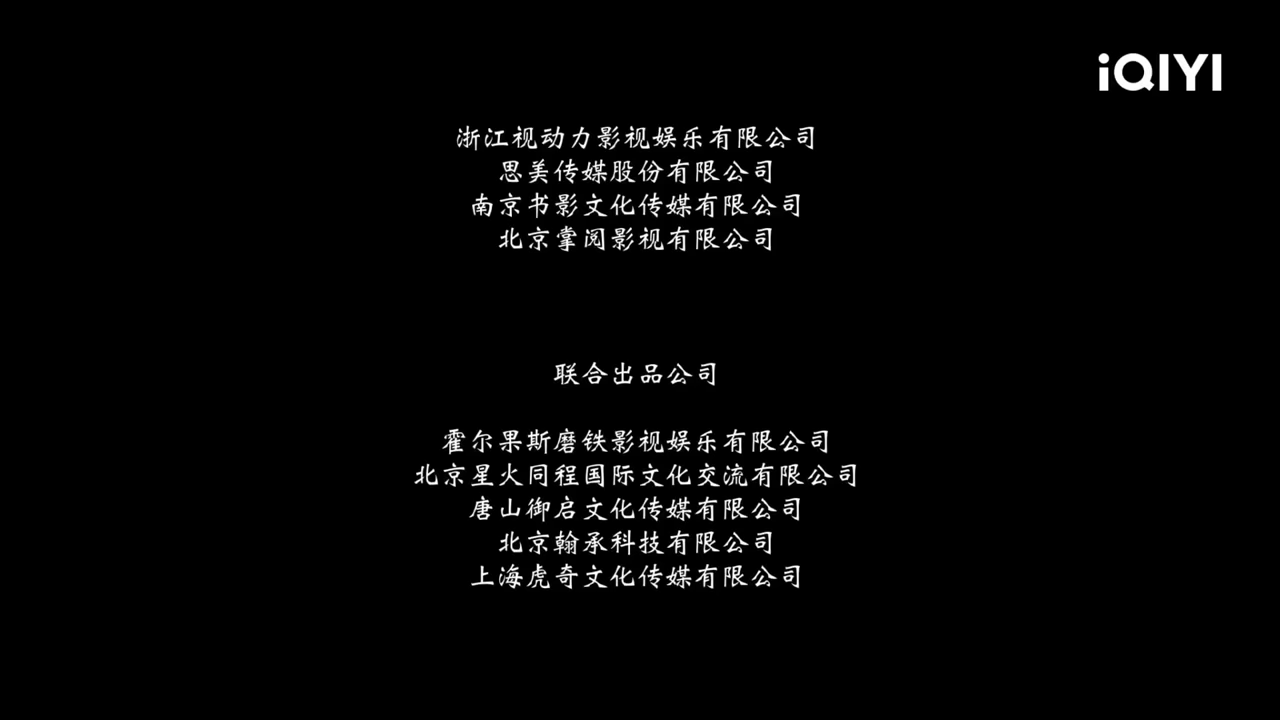 iQIYI
浙江视动力影视娱乐有限公司
思美传媒股份有限公司
南京书影文化传媒有限公司
北京掌阅影视有限公司
联合出品公司
霍尔果斯磨铁影视娱乐有限公司
北京星火同程国际文化交流有限公司
唐山御启文化传媒有限公司
北京翰承科技有限公司
上海虎奇文化传媒有限公司